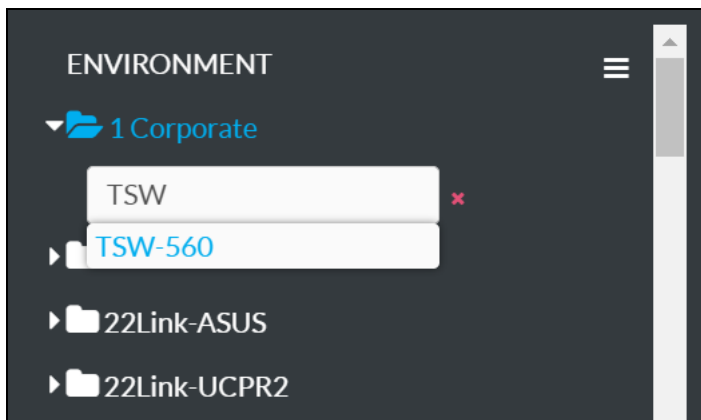 ENVIRONMENT
1 Corporate
TSW
TSW-560
22Link-ASUS
22Link-UCPR2